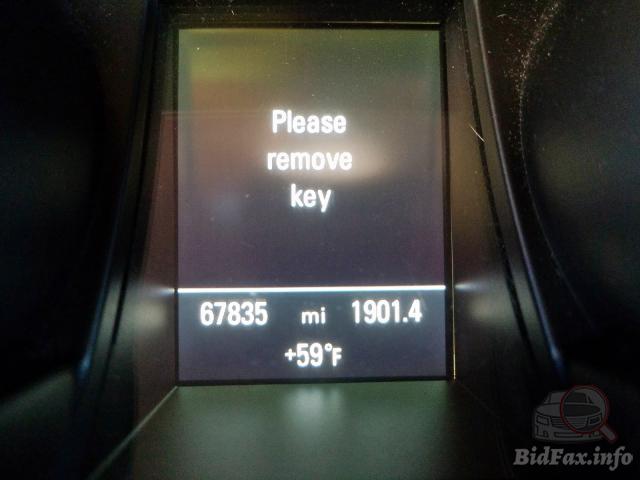 Please
remove
key
67835 mi 1901.4
+59°F
BidFax.info